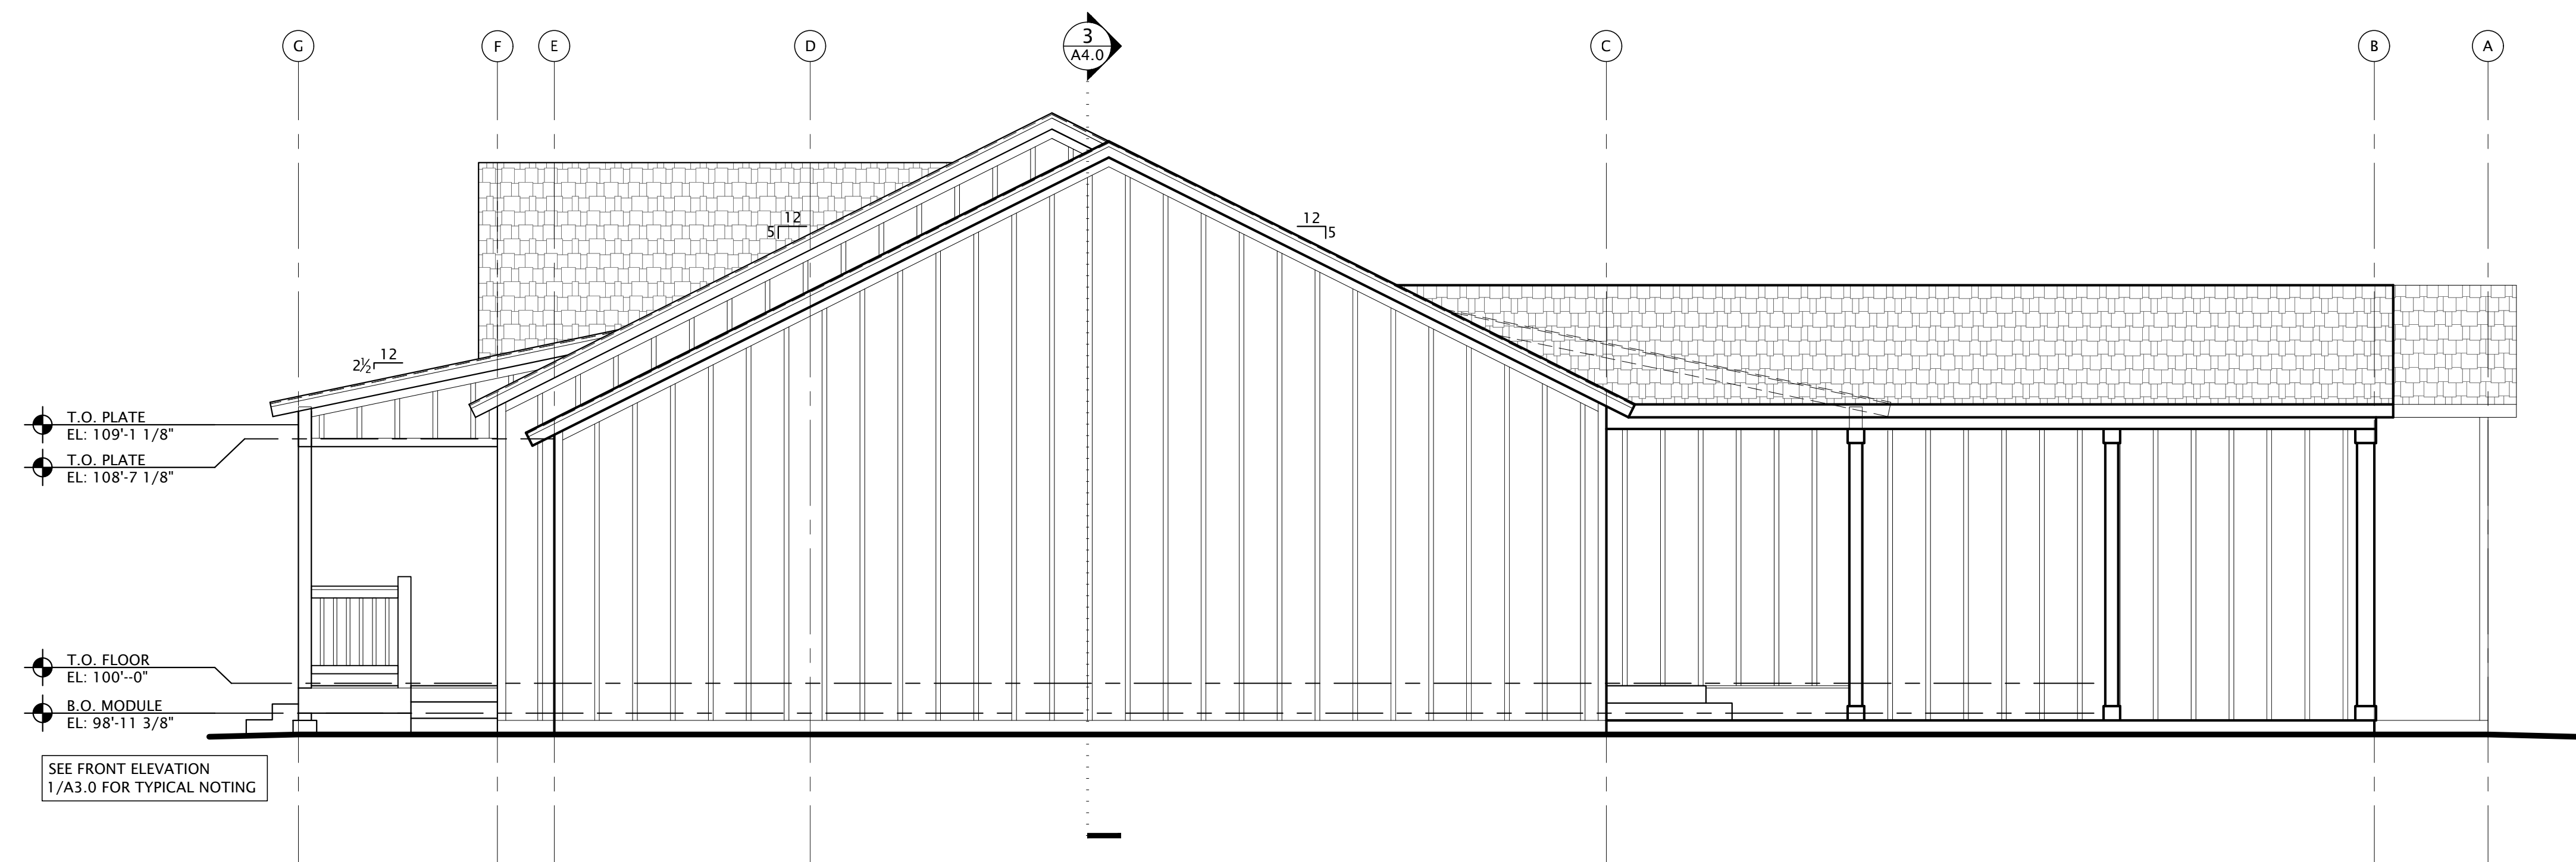 G
F
E
D
3
A4.0
C
B
A
12
5
12
5
12
2½
T.O. PLATE
EL: 109'-1 1/8"
T.O. PLATE
EL: 108'-7 1/8"
T.O. FLOOR
EL: 100'--0"
B.O. MODULE
EL: 98'-11 3/8"
SEE FRONT ELEVATION
1/A3.0 FOR TYPICAL NOTING